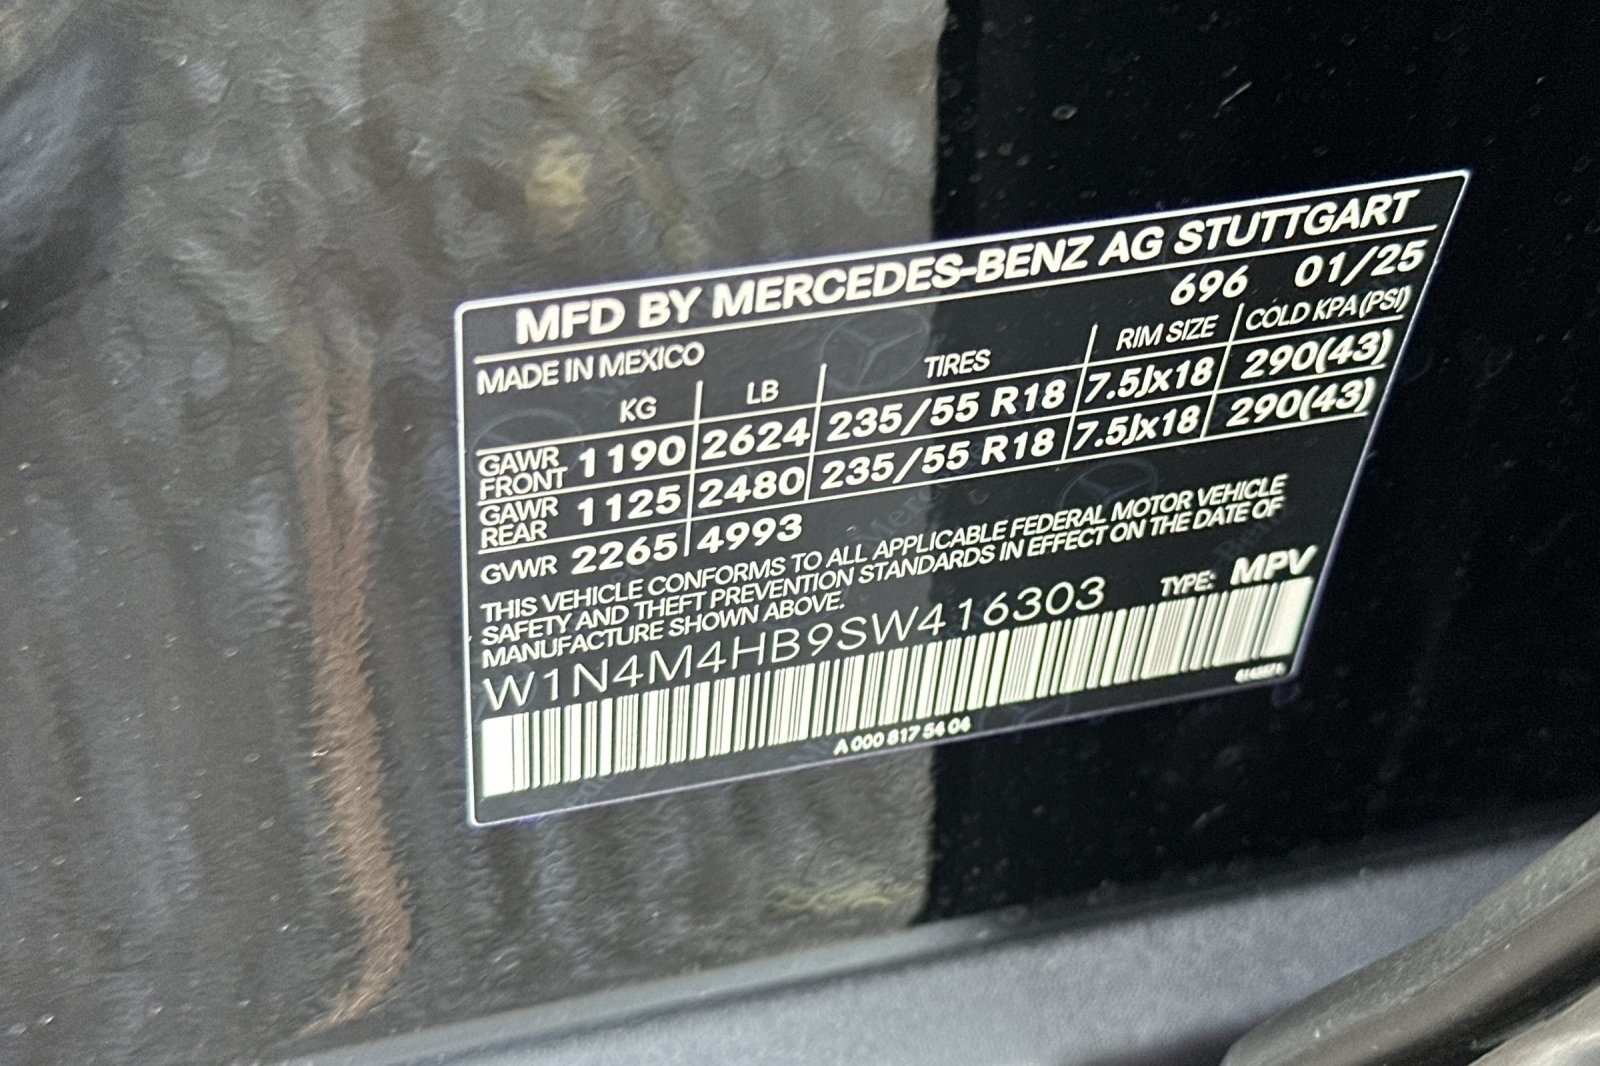 MFD BY MERCEDES-BENZ AG STUTTGART
MADE IN MEXICO 696 01/25
KG LB TIRES RIM SIZE COLD KPA (PSI)
GAWR FRONT 1190 2624 235/55 R18 7.5Jx18 290(43)
GAWR REAR 1125 2480 235/55 R18 7.5Jx18 290(43)
GVWR 2265 4993
THIS VEHICLE CONFORMS TO ALL APPLICABLE FEDERAL MOTOR VEHICLE
SAFETY AND THEFT PREVENTION STANDARDS IN EFFECT ON THE DATE OF
MANUFACTURE SHOWN ABOVE.
W1N4M4HB9SW416303 TYPE: MPV
A 000 817 54 04